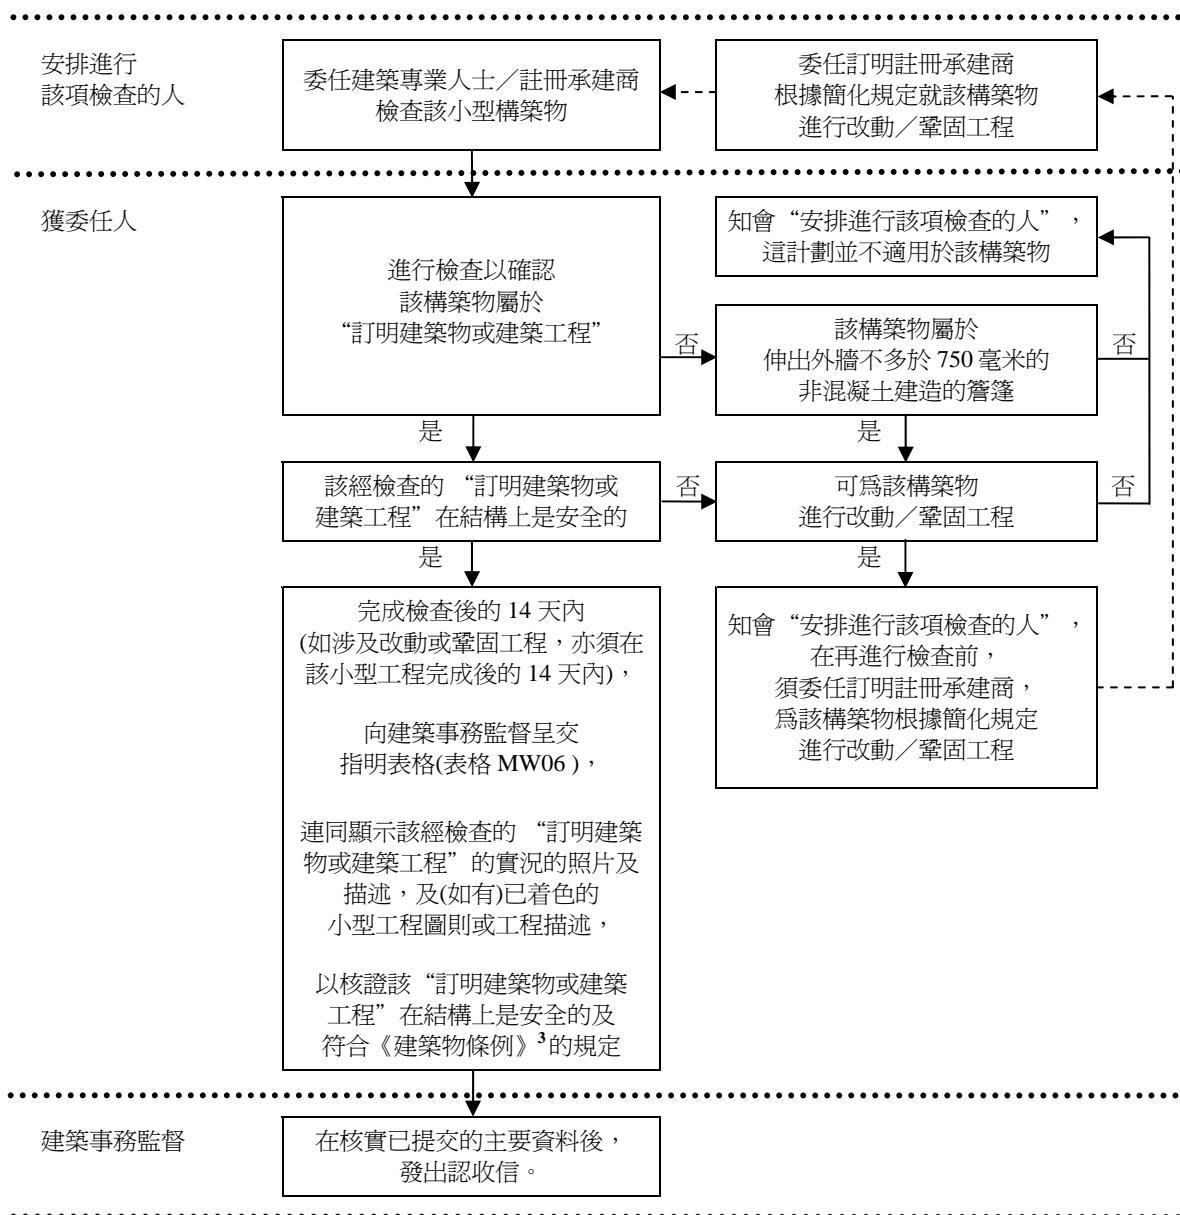 安排進行
該項檢查的人
委任建築專業人士／註冊承建商
檢查該小型構築物
委任訂明註冊承建商
根據簡化規定就該構築物
進行改動／鞏固工程
獲委任人
進行檢查以確認
該構築物屬於
“訂明建築物或建築工程”
否
知會“安排進行該項檢查的人”，
這計劃並不適用於該構築物
該構築物屬於
伸出外牆不多於 750 毫米的
非混凝土建造的簷篷
否
是
是
該經檢查的 “訂明建築物或
建築工程”在結構上是安全的
否
可爲該構築物
進行改動／鞏固工程
否
是
是
完成檢查後的 14 天內
(如涉及改動或鞏固工程，亦須在
該小型工程完成後的 14 天內)，
向建築事務監督呈交
指明表格(表格 MW06 )，
連同顯示該經檢查的 “訂明建築
物或建築工程”的實況的照片及
描述，及(如有)已着色的
小型工程圖則或工程描述，
以核證該“訂明建築物或建築
工程”在結構上是安全的及
符合《建築物條例》3 的規定
知會“安排進行該項檢查的人”，
在再進行檢查前，
須委任訂明註冊承建商，
爲該構築物根據簡化規定
進行改動／鞏固工程
建築事務監督
在核實已提交的主要資料後，
發出認收信。